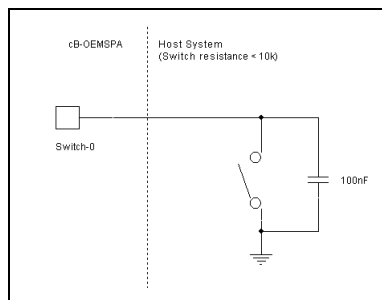 cB-OEMSPA
Host System
(Switch resistance < 10k)
Switch-0
100nF